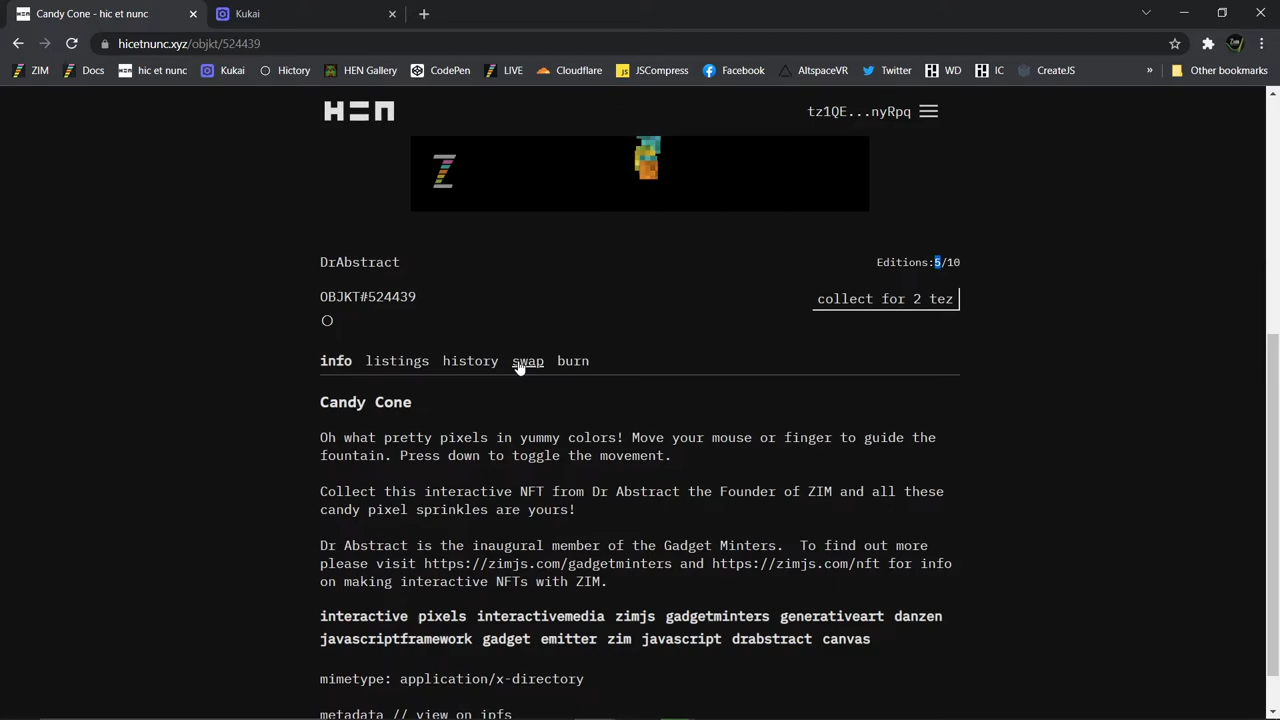 Candy Cone - hic et nunc
Kukai
hicetnunc.xyz/objkt/524439
ZIM
Docs
hic et nunc
Kukai
Hictory
HEN Gallery
CodePen
LIVE
Cloudflare
JSCompress
Facebook
AltspaceVR
Twitter
WD
IC
CreateJS
»
Other bookmarks
tz1QE...nyRpq
DrAbstract
Editions:5/10
OBJKT#524439
collect for 2 tez
info listings history swap burn
Candy Cone
Oh what pretty pixels in yummy colors! Move your mouse or finger to guide the
fountain. Press down to toggle the movement.
Collect this interactive NFT from Dr Abstract the Founder of ZIM and all these
candy pixel sprinkles are yours!
Dr Abstract is the inaugural member of the Gadget Minters. To find out more
please visit https://zimjs.com/gadgetminters and https://zimjs.com/nft for info
on making interactive NFTs with ZIM.
interactive pixels interactivemedia zimjs gadgetminters generativeart danzen
javascriptframework gadget emitter zim javascript drabstract canvas
mimetype: application/x-directory
metadata // view on ipfs